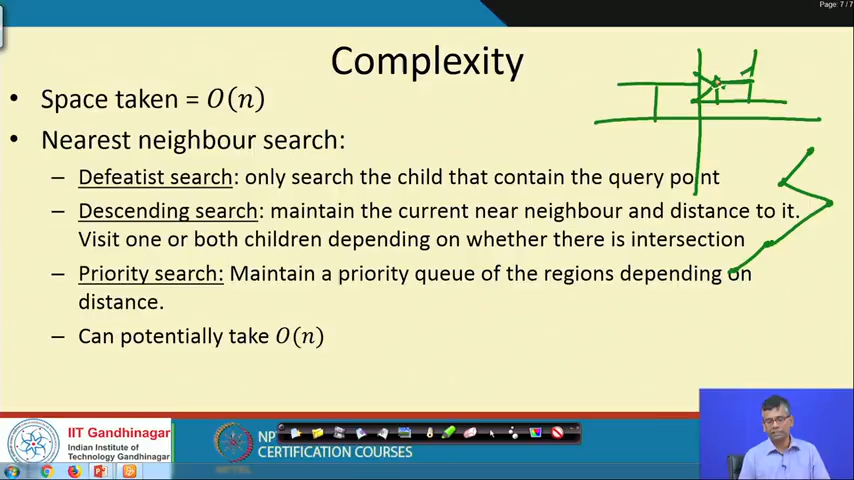 Page: 7 / 7
Complexity
• Space taken = O(n)
• Nearest neighbour search:
– Defeatist search: only search the child that contain the query point
– Descending search: maintain the current near neighbour and distance to it.
Visit one or both children depending on whether there is intersection
– Priority search: Maintain a priority queue of the regions depending on
distance.
– Can potentially take O(n)
IIT Gandhinagar
Indian Institute of
Technology Gandhinagar
NP
CERTIFICATION COURSES